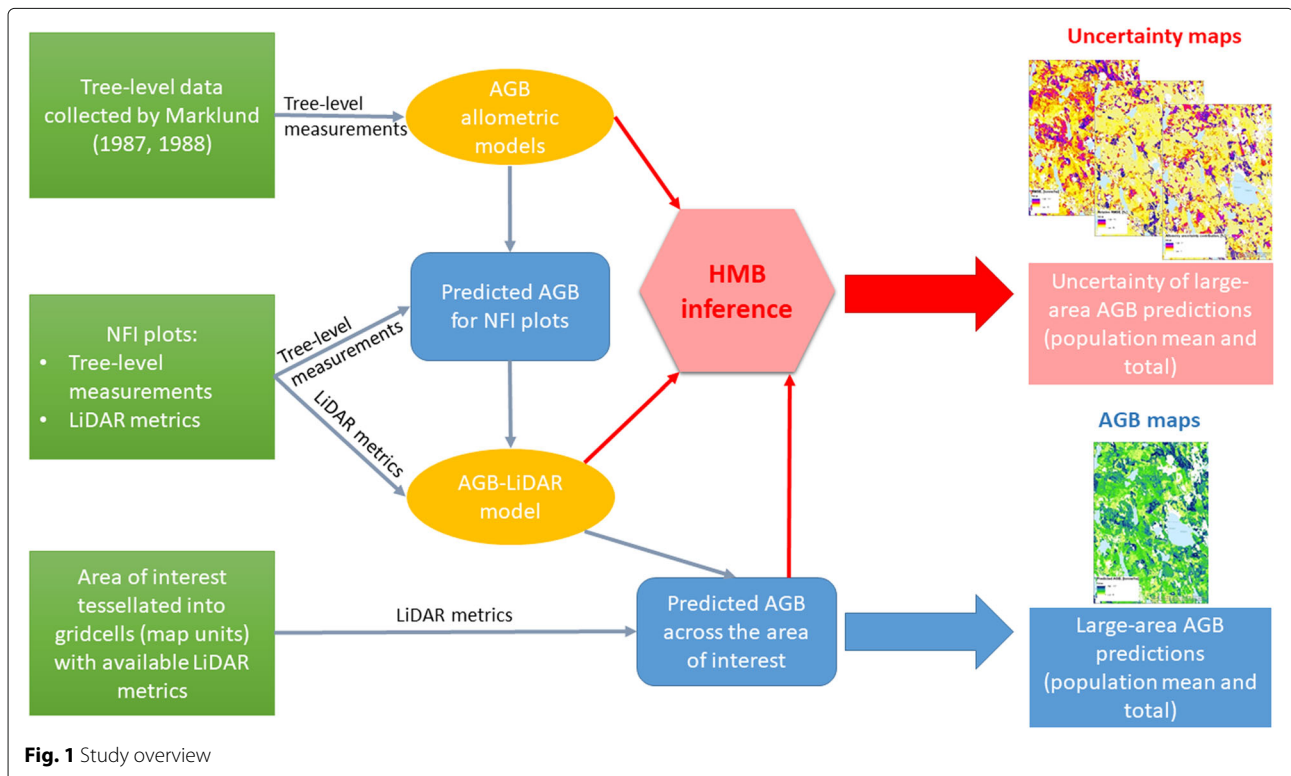 Tree-level data
collected by Marklund
(1987, 1988)
Tree-level
measurements
AGB
allometric
models
Uncertainty maps
NFI plots:
• Tree-level
measurements
• LiDAR metrics
Tree-level
measurements
LiDAR metrics
Predicted AGB
for NFI plots
HMB
inference
Uncertainty of large-
area AGB predictions
(population mean and
total)
AGB-LiDAR
model
AGB maps
Area of interest
tessellated into
gridcells (map units)
with available LiDAR
metrics
LiDAR metrics
Predicted AGB
across the area
of interest
Large-area AGB
predictions
(population mean and
total)
Fig. 1 Study overview